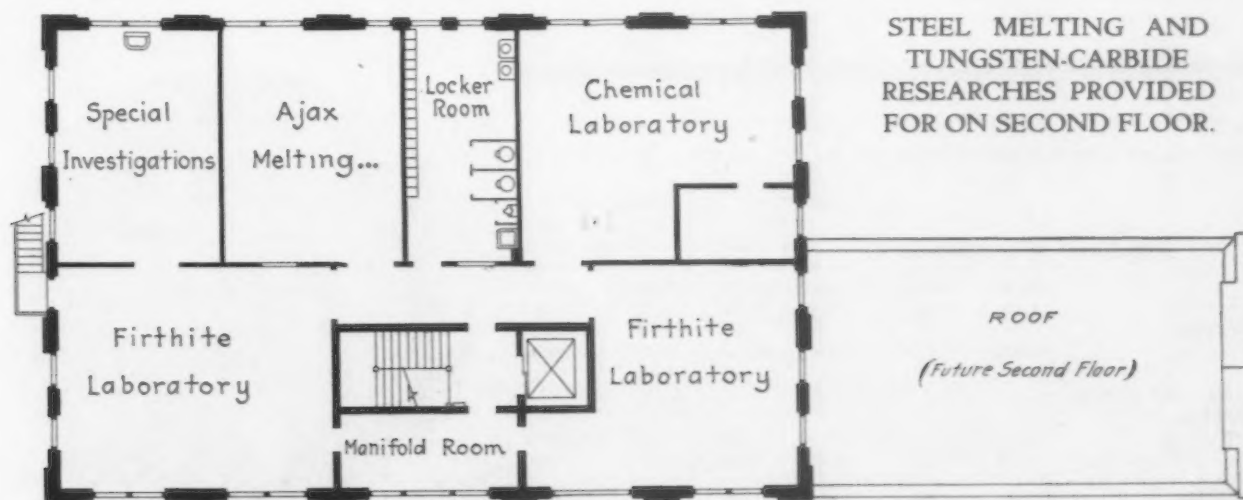 STEEL MELTING AND
TUNGSTEN-CARBIDE
RESEARCHES PROVIDED
FOR ON SECOND FLOOR.
Special
Investigations
Ajax
Melting...
Locker
Room
Chemical
Laboratory
Firthite
Laboratory
Manifold Room
Firthite
Laboratory
ROOF
(Future Second Floor)